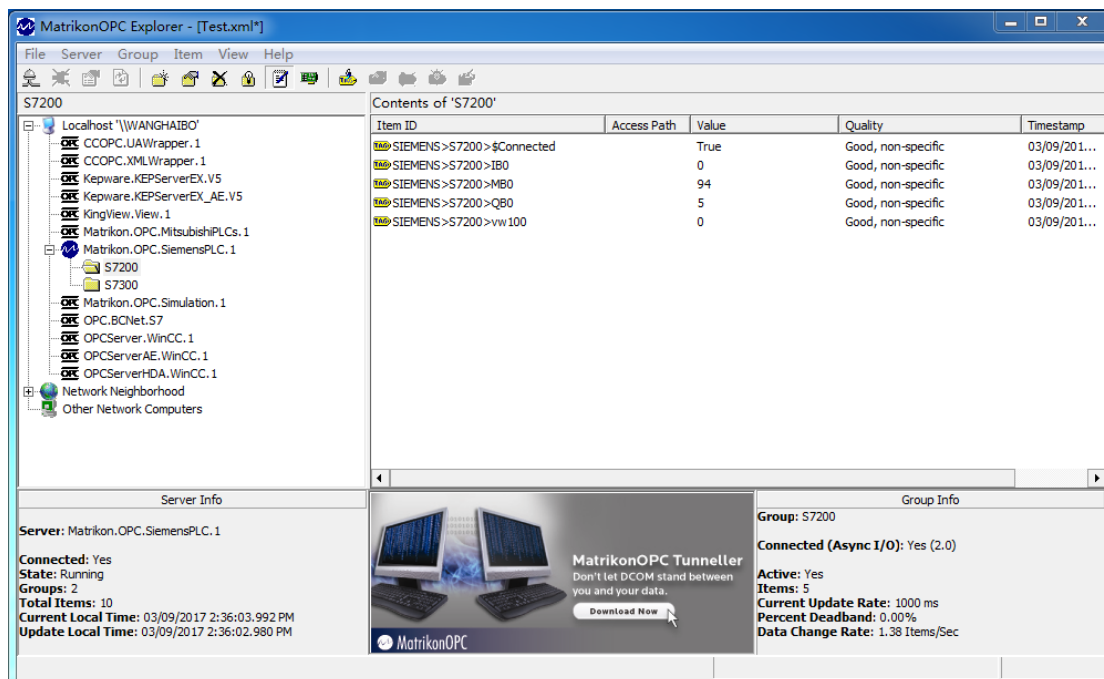 MatrikonOPC Explorer - [Test.xml*]
File Server Group Item View Help
S7200
Contents of 'S7200'
Localhost '\\WANGHAIBO'
CCOPC.UAWrapper.1
CCOPC.XMLWrapper.1
Kepware.KEPServerEX.V5
Kepware.KEPServerEX_AE.V5
KingView.View.1
Matrikon.OPC.MitsubishiPLCs.1
Matrikon.OPC.SiemensPLC.1
S7200
S7300
Matrikon.OPC.Simulation.1
OPC.BCNet.S7
OPCServer.WinCC.1
OPCServerAE.WinCC.1
OPCServerHDA.WinCC.1
Network Neighborhood
Other Network Computers
Item ID Access Path Value Quality Timestamp
TAG SIEMENS>S7200>$Connected True Good, non-specific 03/09/201...
TAG SIEMENS>S7200>IB0 0 Good, non-specific 03/09/201...
TAG SIEMENS>S7200>MB0 94 Good, non-specific 03/09/201...
TAG SIEMENS>S7200>QB0 5 Good, non-specific 03/09/201...
TAG SIEMENS>S7200>vw100 0 Good, non-specific 03/09/201...
Server Info
Server: Matrikon.OPC.SiemensPLC.1
Connected: Yes
State: Running
Groups: 2
Total Items: 10
Current Local Time: 03/09/2017 2:36:03.992 PM
Update Local Time: 03/09/2017 2:36:02.980 PM
MatrikonOPC Tunneller
Don't let DCOM stand between
you and your data.
Download Now
MatrikonOPC
Group Info
Group: S7200
Connected (Async I/O): Yes (2.0)
Active: Yes
Items: 5
Current Update Rate: 1000 ms
Percent Deadband: 0.00%
Data Change Rate: 1.38 Items/Sec